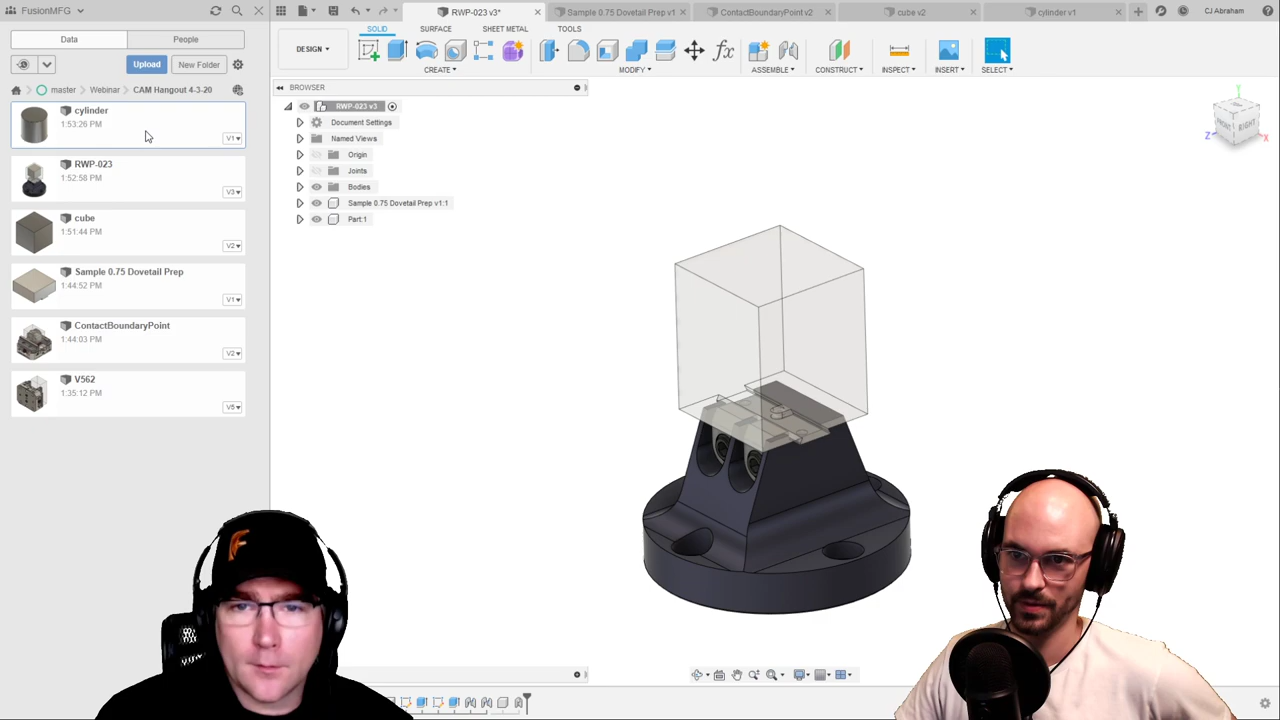 FusionMFG
Data
People
Upload
New Folder
master > Webinar > CAM Hangout 4-3-20
cylinder
1:53:26 PM
V1
RWP-023
1:52:58 PM
V3
cube
1:51:44 PM
V2
Sample 0.75 Dovetail Prep
1:44:52 PM
V1
ContactBoundaryPoint
1:44:03 PM
V2
V562
1:35:12 PM
V5
RWP-023 v3*
Sample 0.75 Dovetail Prep v1
ContactBoundaryPoint v2
cube v2
cylinder v1
CJ Abraham
SOLID
SURFACE
SHEET METAL
TOOLS
DESIGN
CREATE
MODIFY
ASSEMBLE
CONSTRUCT
INSPECT
INSERT
SELECT
BROWSER
RWP-023 v3
Document Settings
Named Views
Origin
Joints
Bodies
Sample 0.75 Dovetail Prep v1:1
Part:1
Y
FRONT
RIGHT
Z
X